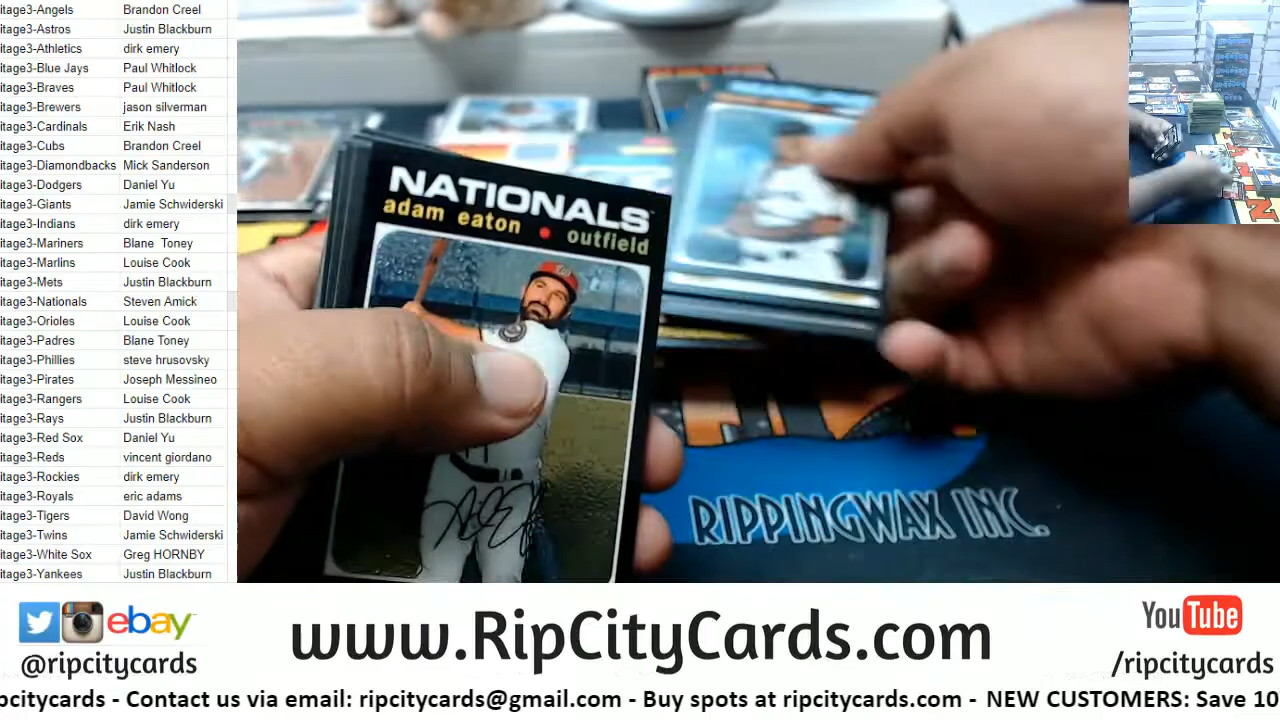 itage3-Angels Brandon Creel
itage3-Astros Justin Blackburn
itage3-Athletics dirk emery
itage3-Blue Jays Paul Whitlock
itage3-Braves Paul Whitlock
itage3-Brewers jason silverman
itage3-Cardinals Erik Nash
itage3-Cubs Brandon Creel
itage3-Diamondbacks Mick Sanderson
itage3-Dodgers Daniel Yu
itage3-Giants Jamie Schwiderski
itage3-Indians dirk emery
itage3-Mariners Blane Toney
itage3-Marlins Louise Cook
itage3-Mets Justin Blackburn
itage3-Nationals Steven Amick
itage3-Orioles Louise Cook
itage3-Padres Blane Toney
itage3-Phillies steve hrusovsky
itage3-Pirates Joseph Messineo
itage3-Rangers Louise Cook
itage3-Rays Justin Blackburn
itage3-Red Sox Daniel Yu
itage3-Reds vincent giordano
itage3-Rockies dirk emery
itage3-Royals eric adams
itage3-Tigers David Wong
itage3-Twins Jamie Schwiderski
itage3-White Sox Greg HORNBY
itage3-Yankees Justin Blackburn
NATIONALS
adam eaton • outfield
RIPPINGWAX INC.
ebay
@ripcitycards
www.RipCityCards.com
YouTube
/ripcitycards
pcitycards - Contact us via email: ripcitycards@gmail.com - Buy spots at ripcitycards.com - NEW CUSTOMERS: Save 10